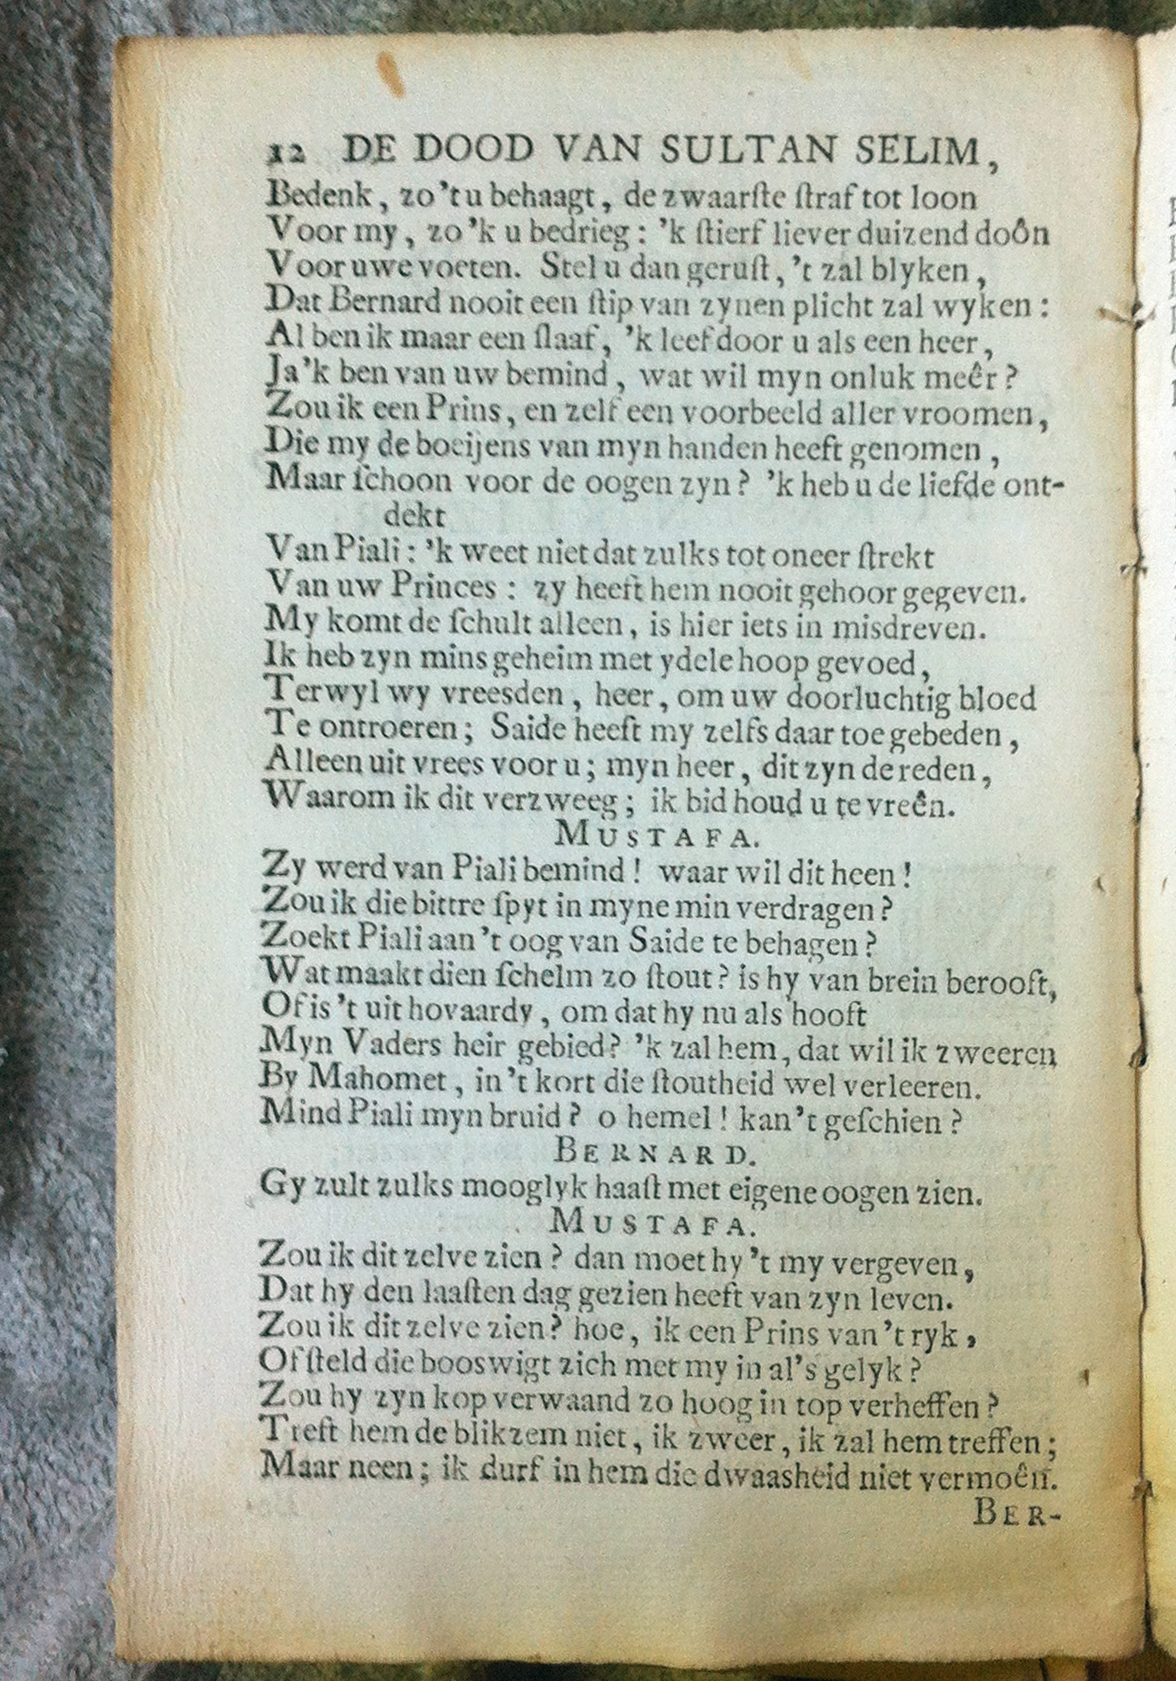 12 DE DOOD VAN SULTAN SELIM,
Bedenk, zo 't u behaagt, de zwaarſte ſtraf tot loon
Voor my, zo 'k u bedrieg: 'k ſtierf liever duizend doôn
Voor uwe voeten. Stel u dan geruſt, 't zal blyken,
Dat Bernard nooit een ſtip van zynen plicht zal wyken:
Al ben ik maar een ſlaaf, 'k leef door u als een heer,
Ja 'k ben van uw bemind, wat wil myn onluk meêr?
Zou ik een Prins, en zelf een voorbeeld aller vroomen,
Die my de boeijens van myn handen heeft genomen,
Maar ſchoon voor de oogen zyn? 'k heb u de liefde ont-
dekt
Van Piali: 'k weet niet dat zulks tot oneer ſtrekt
Van uw Princes: zy heeft hem nooit gehoor gegeven.
My komt de ſchult alleen, is hier iets in misdreven.
Ik heb zyn mins geheim met ydele hoop gevoed,
Terwyl wy vreesden, heer, om uw doorluchtig bloed
Te ontroeren; Saide heeft my zelfs daar toe gebeden,
Alleen uit vrees voor u; myn heer, dit zyn de reden,
Waarom ik dit verzweeg; ik bid houd u te vreên.
MUSTAFA.
Zy werd van Piali bemind! waar wil dit heen!
Zou ik die bittre ſpyt in myne min verdragen?
Zoekt Piali aan 't oog van Saide te behagen?
Wat maakt dien ſchelm zo ſtout? is hy van brein berooft,
Of is 't uit hovaardy, om dat hy nu als hooft
Myn Vaders heir gebied? 'k zal hem, dat wil ik zweeren
By Mahomet, in 't kort die ſtoutheid wel verleeren.
Mind Piali myn bruid? o hemel! kan 't geſchien?
BERNARD.
Gy zult zulks mooglyk haaſt met eigene oogen zien.
MUSTAFA.
Zou ik dit zelve zien? dan moet hy 't my vergeven,
Dat hy den laaſten dag gezien heeft van zyn leven.
Zou ik dit zelve zien? hoe, ik een Prins van 't ryk,
Of ſteld die booswigt zich met my in al's gelyk?
Zou hy zyn kop verwaand zo hoog in top verheffen?
Treft hem de blikzem niet, ik zweer, ik zal hem treffen;
Maar neen; ik durf in hem die dwaasheid niet vermoên.
BER-